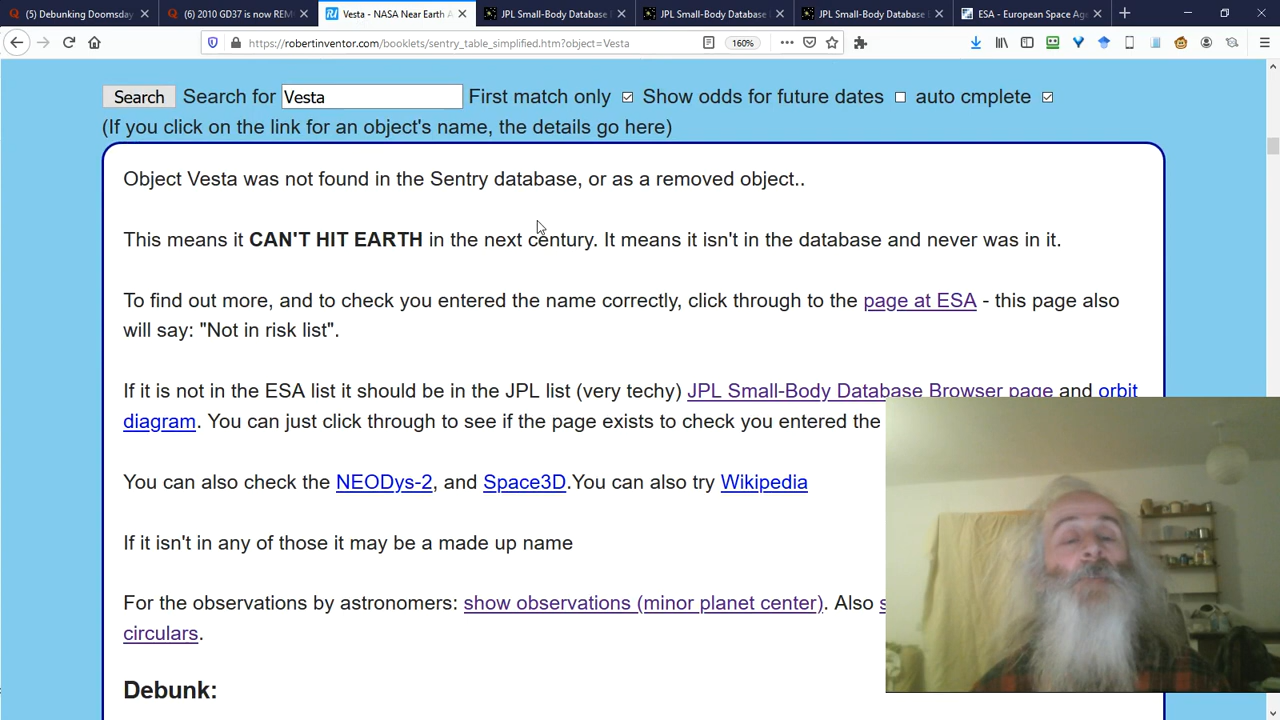 (5) Debunking Doomsday
(6) 2010 GD37 is now REM
Vesta - NASA Near Earth A
JPL Small-Body Database
JPL Small-Body Database
JPL Small-Body Database
ESA - European Space Age
https://robertinventor.com/booklets/sentry_table_simplified.htm?object=Vesta
160%
Search Search for Vesta First match only Show odds for future dates auto cmplete
(If you click on the link for an object's name, the details go here)
Object Vesta was not found in the Sentry database, or as a removed object..
This means it CAN'T HIT EARTH in the next century. It means it isn't in the database and never was in it.
To find out more, and to check you entered the name correctly, click through to the page at ESA - this page also
will say: "Not in risk list".
If it is not in the ESA list it should be in the JPL list (very techy) JPL Small-Body Database Browser page and orbit
diagram. You can just click through to see if the page exists to check you entered the
You can also check the NEODys-2, and Space3D.You can also try Wikipedia
If it isn't in any of those it may be a made up name
For the observations by astronomers: show observations (minor planet center). Also s
circulars.
Debunk: